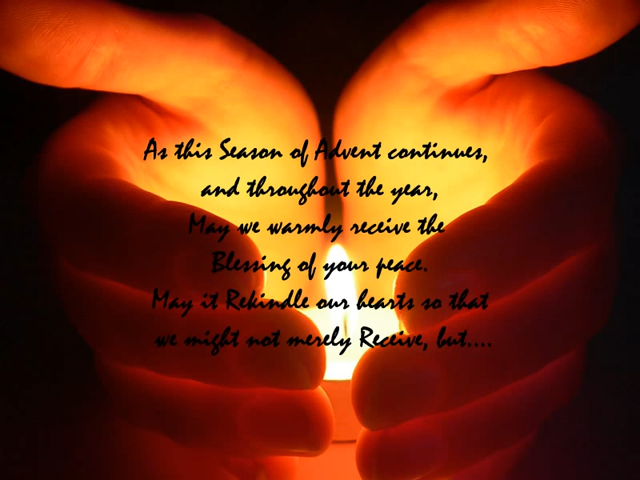 As this Season of Advent continues,
and throughout the year,
May we warmly receive the
Blessing of your peace.
May it Rekindle our hearts so that
we might not merely Receive, but....